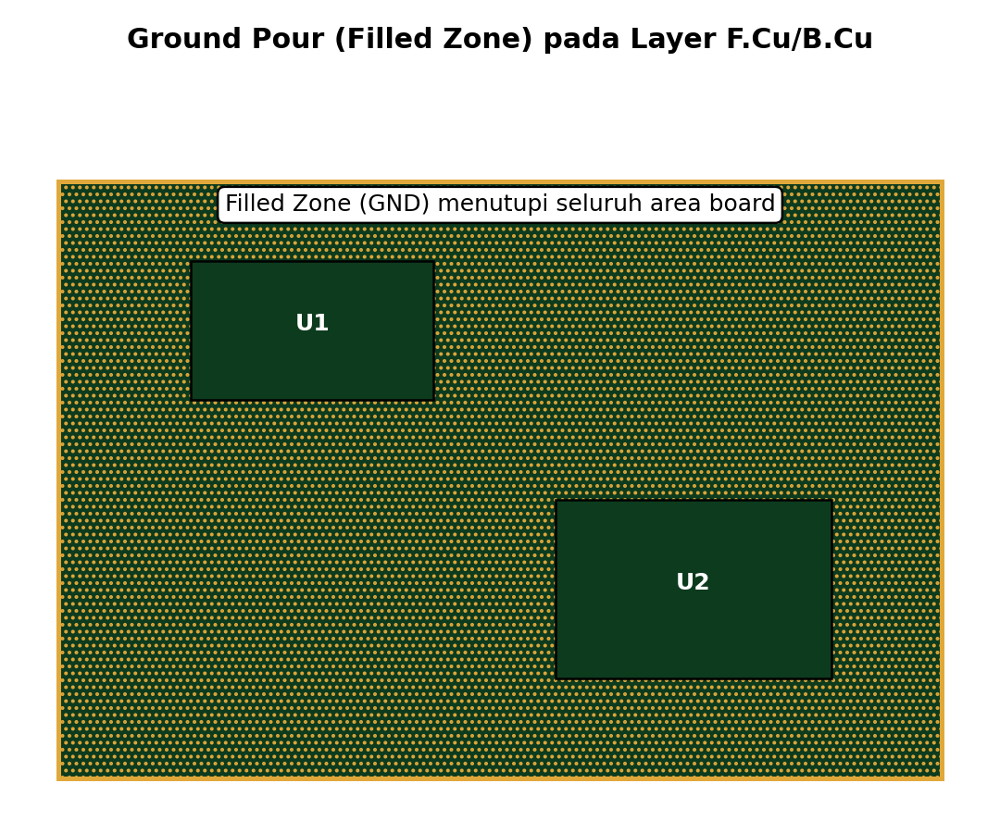 Ground Pour (Filled Zone) pada Layer F.Cu/B.Cu
Filled Zone (GND) menutupi seluruh area board
U1
U2